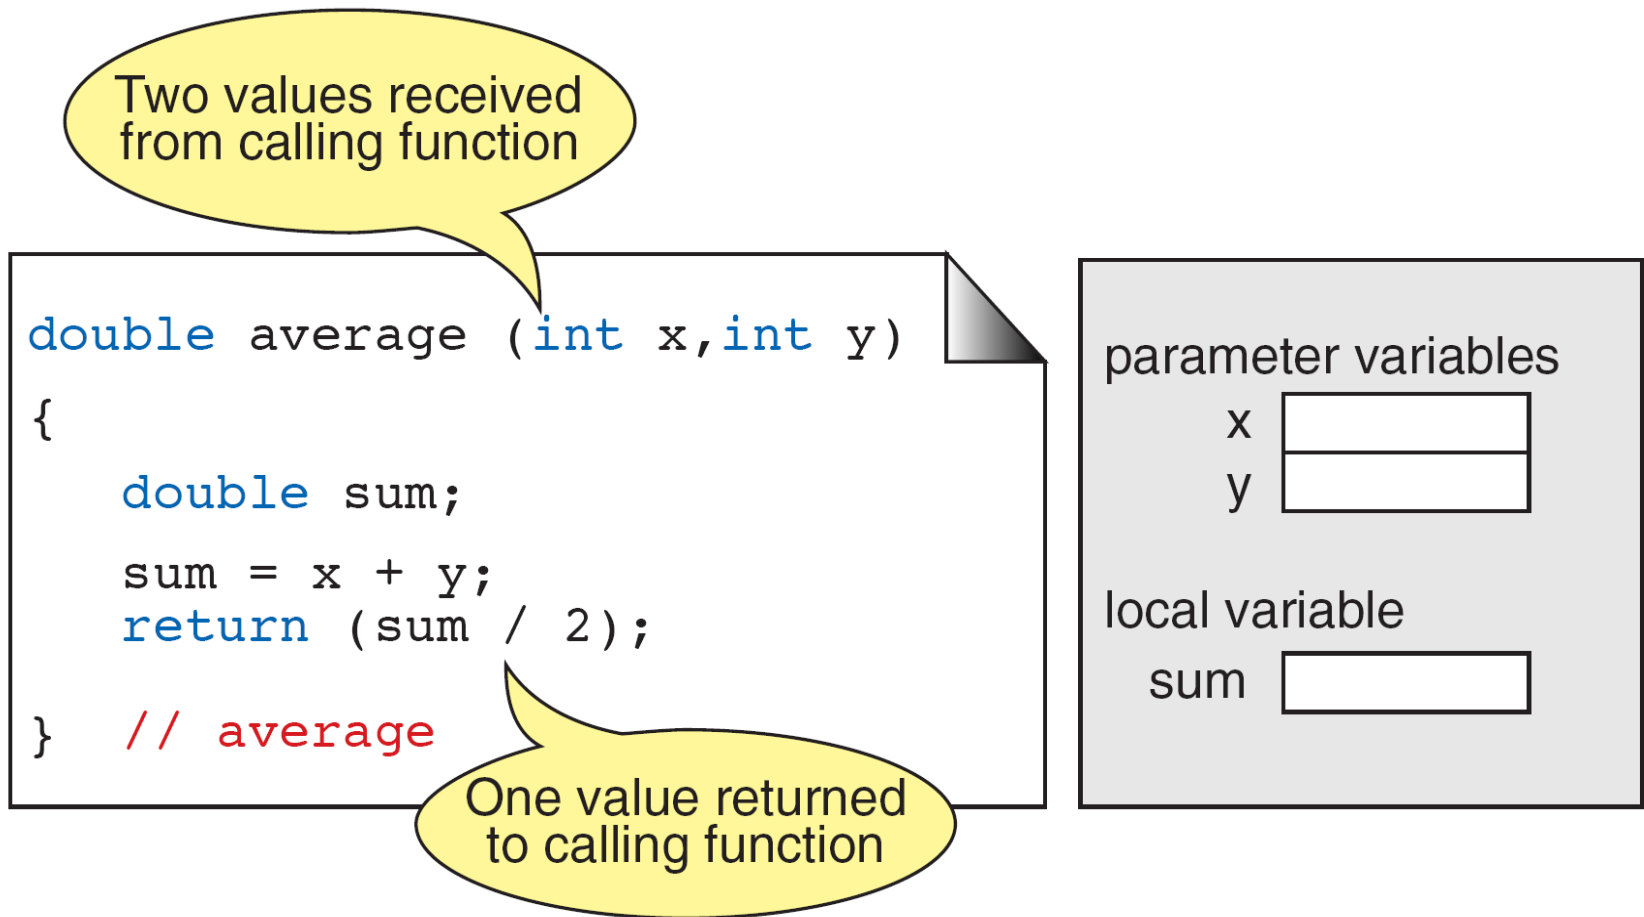 Two values received
from calling function
double average (int x,int y)
{
double sum;
sum = x + y;
return (sum / 2);
} // average
One value returned
to calling function
parameter variables
x
y
local variable
sum